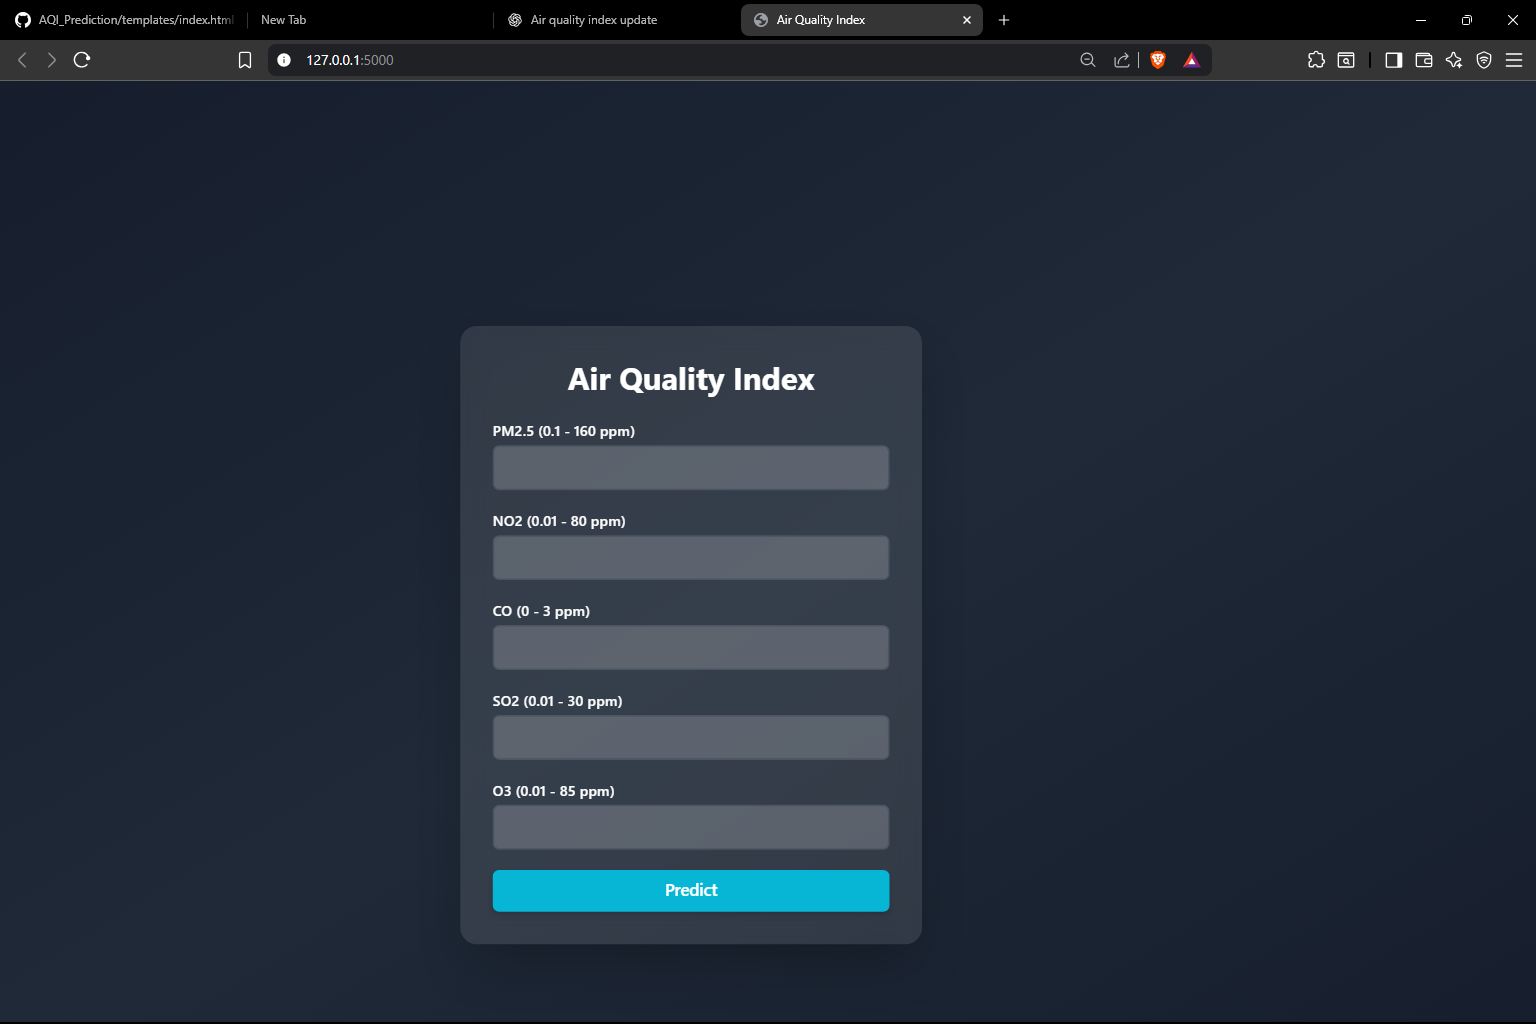 AQI_Prediction/templates/index.html
New Tab
Air quality index update
Air Quality Index
127.0.0.1:5000
Air Quality Index
PM2.5 (0.1 - 160 ppm)
NO2 (0.01 - 80 ppm)
CO (0 - 3 ppm)
SO2 (0.01 - 30 ppm)
O3 (0.01 - 85 ppm)
Predict